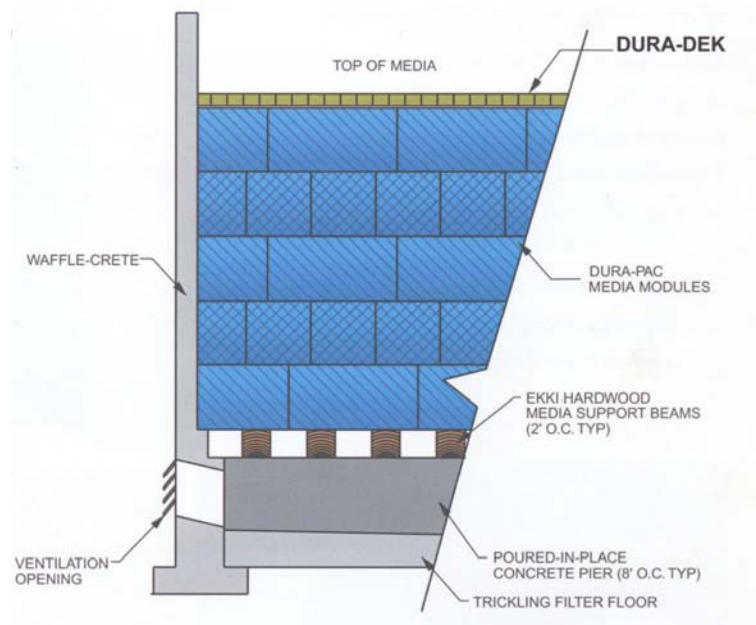 DURA-DEK
TOP OF MEDIA
WAFFLE-CRETE
DURA-PAC
MEDIA MODULES
EKKI HARDWOOD
MEDIA SUPPORT BEAMS
(2' O.C. TYP)
VENTILATION
OPENING
POURED-IN-PLACE
CONCRETE PIER (8' O.C. TYP)
TRICKLING FILTER FLOOR